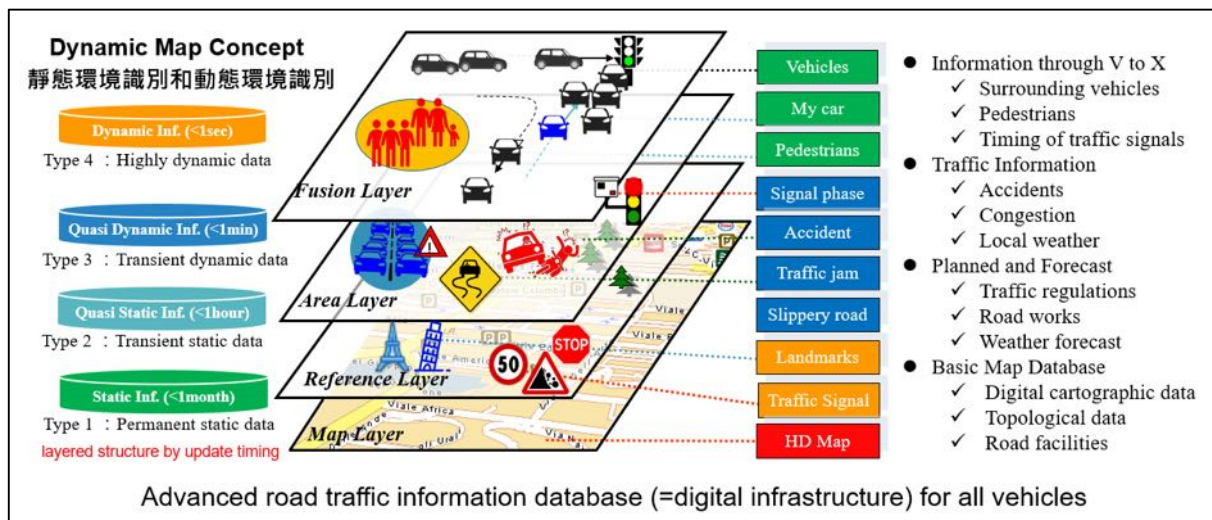 Dynamic Map Concept
靜態環境識別和動態環境識別
Dynamic Inf. (<1sec)
Type 4 ：Highly dynamic data
Quasi Dynamic Inf. (<1min)
Type 3 ：Transient dynamic data
Quasi Static Inf. (<1hour)
Type 2 ：Transient static data
Static Inf. (<1month)
Type 1 ：Permanent static data
layered structure by update timing
Fusion Layer
Area Layer
Reference Layer
STOP
50
Map Layer
Viale Africa
Viale
Vehicles
My car
Pedestrians
Signal phase
Accident
Traffic jam
Slippery road
Landmarks
Traffic Signal
HD Map
● Information through V to X
✓ Surrounding vehicles
✓ Pedestrians
✓ Timing of traffic signals
● Traffic Information
✓ Accidents
✓ Congestion
✓ Local weather
● Planned and Forecast
✓ Traffic regulations
✓ Road works
✓ Weather forecast
● Basic Map Database
✓ Digital cartographic data
✓ Topological data
✓ Road facilities
Advanced road traffic information database (=digital infrastructure) for all vehicles